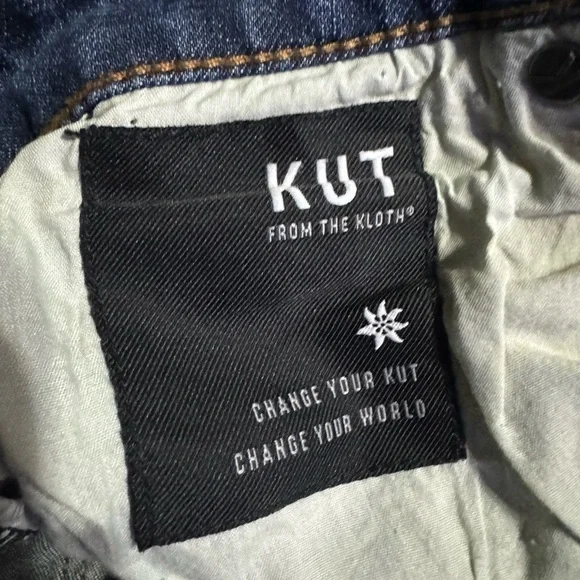 KUT
FROM THE KLOTH®
CHANGE YOUR KUT
CHANGE YOUR WORLD